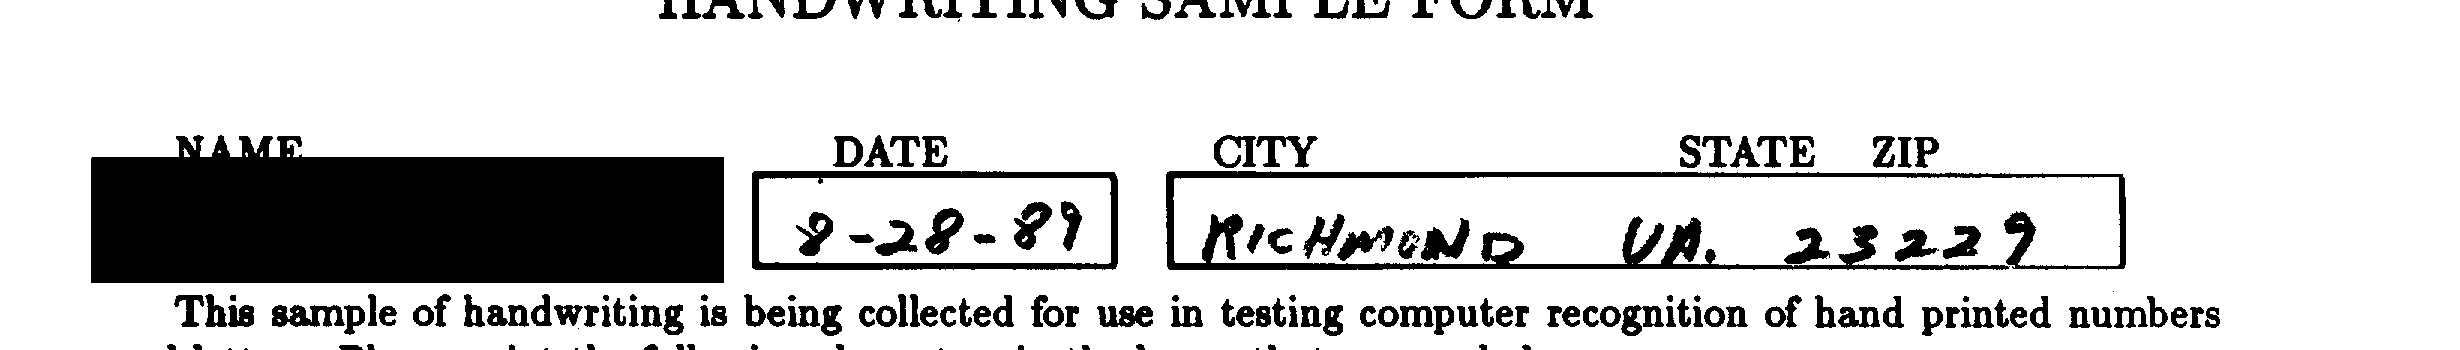 HANDWRITING SAMPLE FORM
NAME DATE CITY STATE ZIP
8-28-89 RICHMOND VA. 23229
This sample of handwriting is being collected for use in testing computer recognition of hand printed numbers